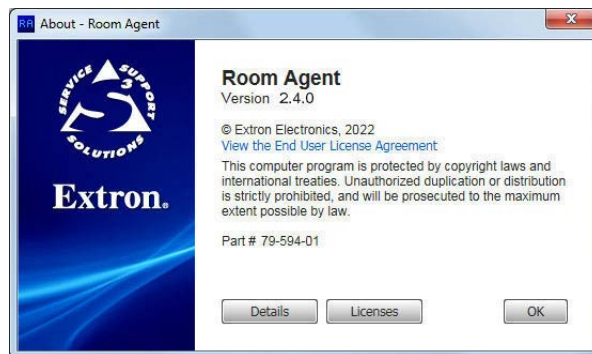 RA About - Room Agent
SERVICE SUPPORT SOLUTIONS
S3
Extron®
Room Agent
Version 2.4.0
© Extron Electronics, 2022
View the End User License Agreement
This computer program is protected by copyright laws and
international treaties. Unauthorized duplication or distribution
is strictly prohibited, and will be prosecuted to the maximum
extent possible by law.
Part # 79-594-01
Details Licenses OK